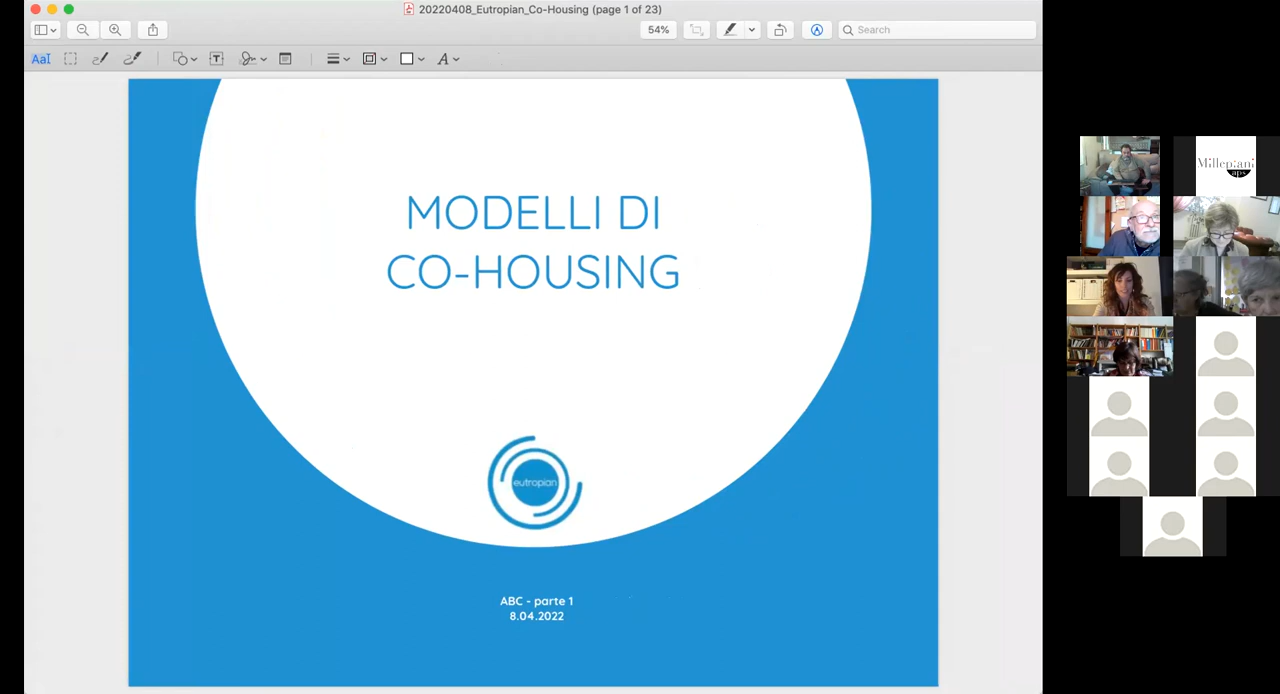 20220408_Eutropian_Co-Housing (page 1 of 23)
54%
Search
AaI
T
A
MODELLI DI
CO-HOUSING
eutropian
ABC - parte 1
8.04.2022
Millepiani
aps